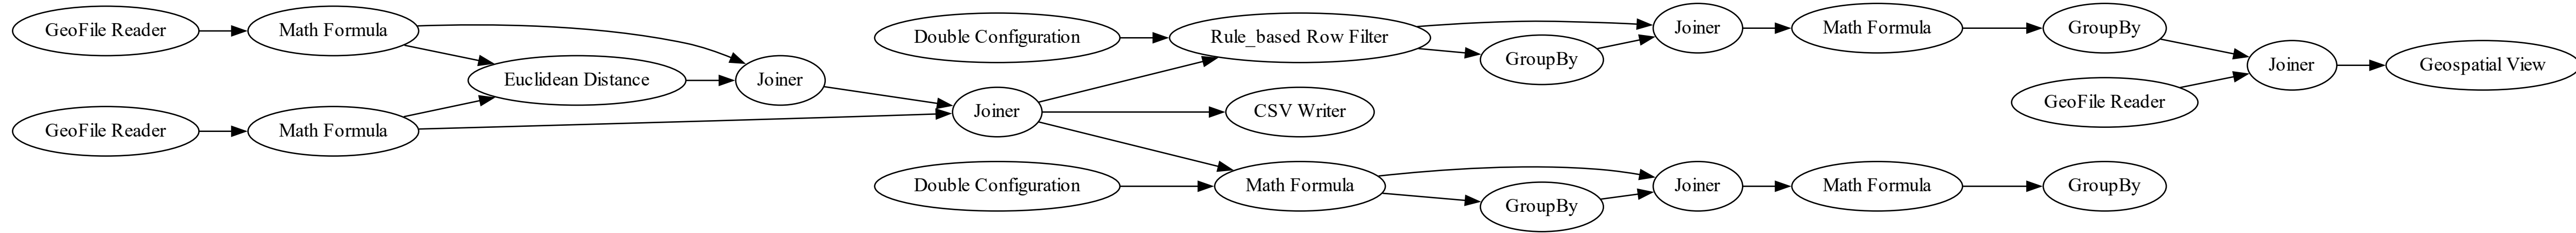 GeoFile Reader
Math Formula
GeoFile Reader
Math Formula
Euclidean Distance
Joiner
Double Configuration
Rule_based Row Filter
GroupBy
Joiner
Math Formula
GroupBy
Joiner
Geospatial View
GeoFile Reader
Joiner
CSV Writer
Double Configuration
Math Formula
GroupBy
Joiner
Math Formula
GroupBy